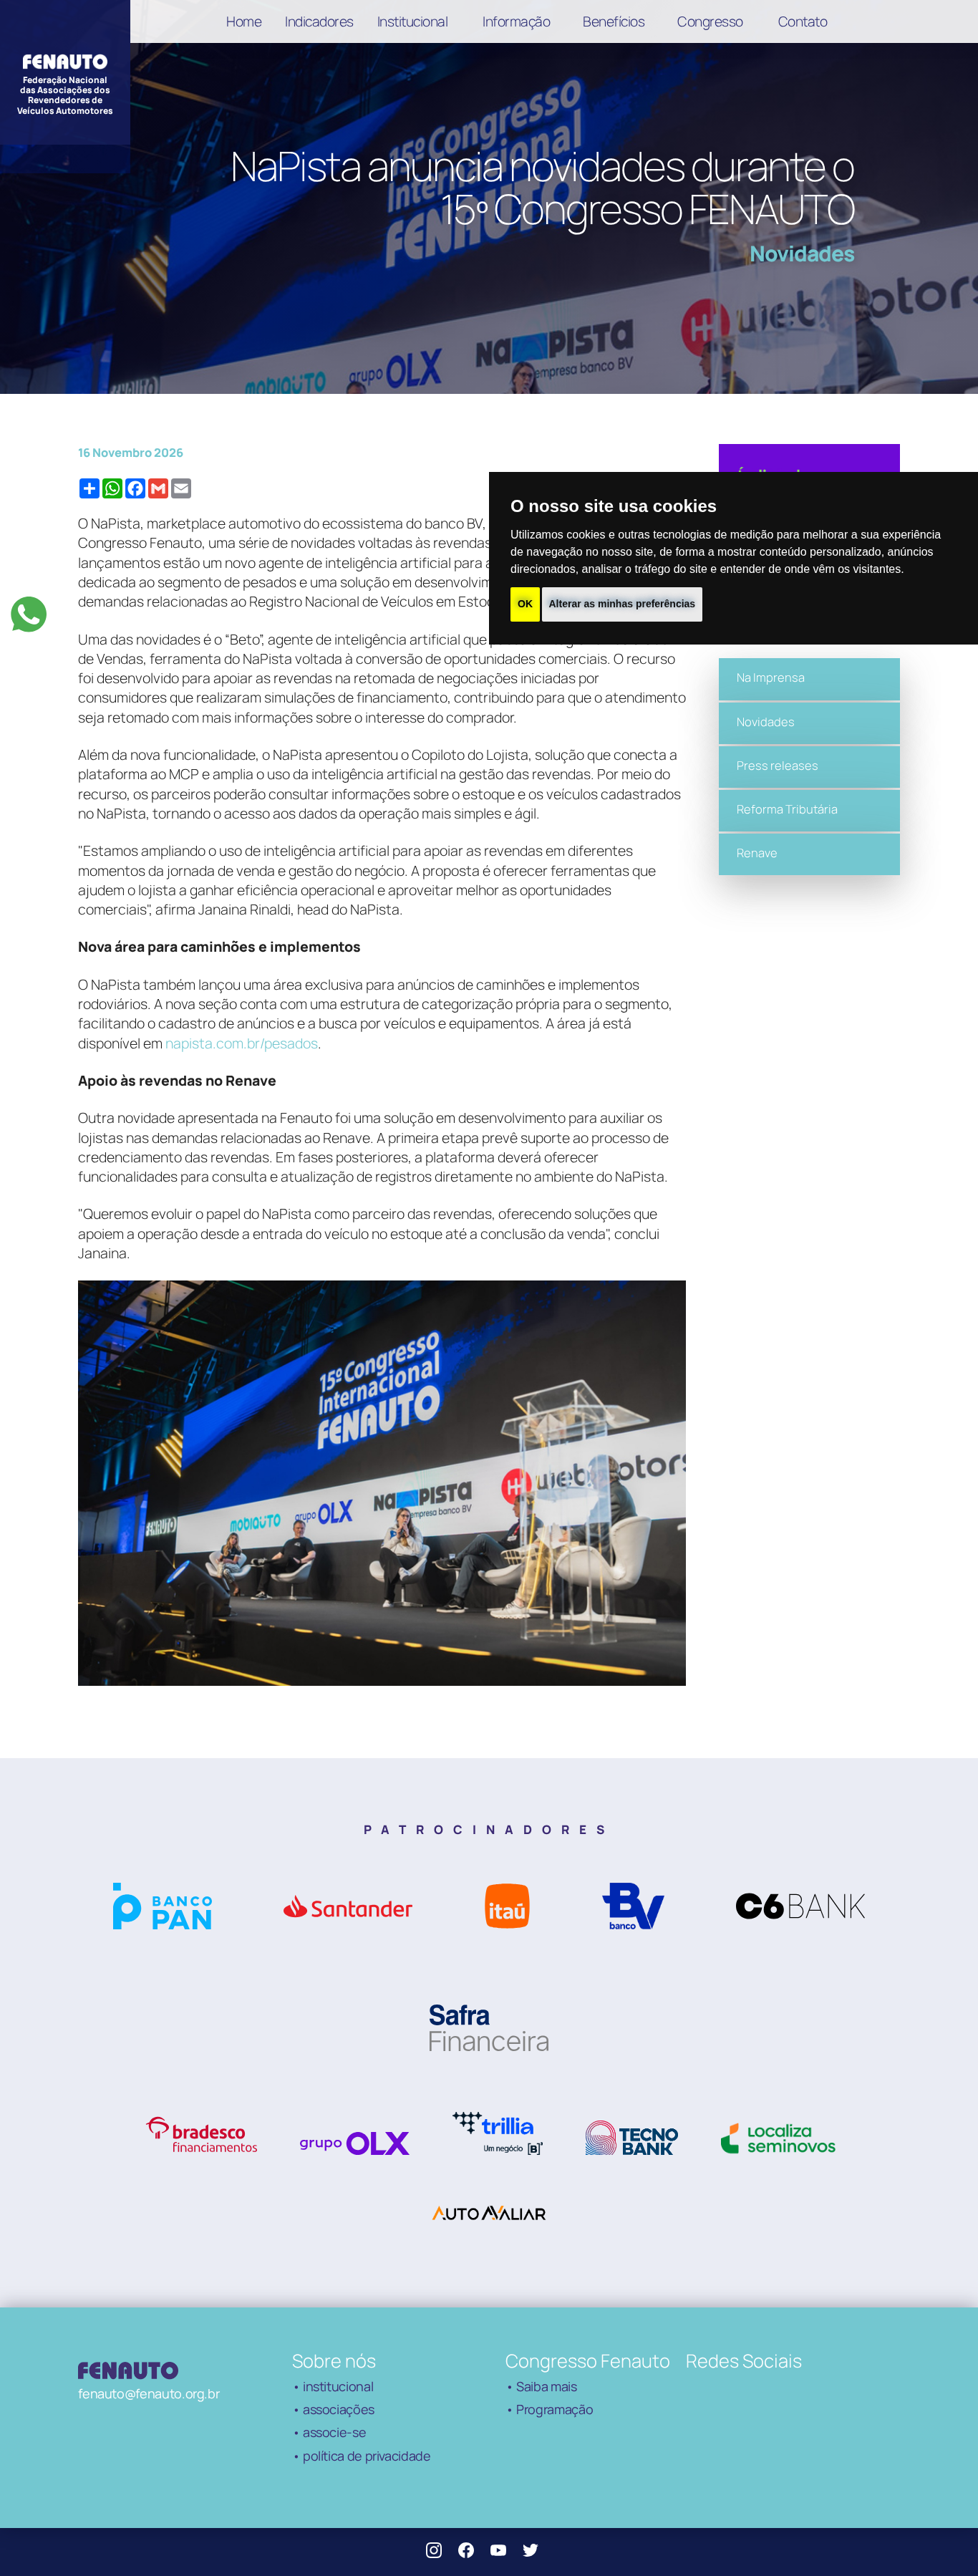 Home Indicadores Institucional Informação Benefícios Congresso Contato
FENAUTO
Federação Nacional
das Associações dos
Revendedores de
Veículos Automotores
NaPista anuncia novidades durante o
15º Congresso FENAUTO
Novidades
15º Congresso
Internacional
FENAUTO
mobiauto
grupo OLX
NAPISTA
empresa banco BV
webmotors
16 Novembro 2026
O NaPista, marketplace automotivo do ecossistema do banco BV,
Congresso Fenauto, uma série de novidades voltadas às revendas
lançamentos estão um novo agente de inteligência artificial para
dedicada ao segmento de pesados e uma solução em
demandas relacionadas ao Registro Nacional de Veículos em
O nosso site usa cookies
Utilizamos cookies e outras tecnologias de medição para melhorar a sua experiência
de navegação no nosso site, de forma a mostrar conteúdo personalizado, anúncios
direcionados, analisar o tráfego do site e entender de onde vêm os visitantes.
OK Alterar as minhas preferências
Uma das novidades é o “Beto”, agente de inteligência artificial que
de Vendas, ferramenta do NaPista voltada à conversão de oportunidades comerciais. O recurso
foi desenvolvido para apoiar as revendas na retomada de negociações iniciadas por
consumidores que realizaram simulações de financiamento, contribuindo para que o atendimento
seja retomado com mais informações sobre o interesse do comprador.
Além da nova funcionalidade, o NaPista apresentou o Copiloto do Lojista, solução que conecta a
plataforma ao MCP e amplia o uso da inteligência artificial na gestão das revendas. Por meio do
recurso, os parceiros poderão consultar informações sobre o estoque e os veículos cadastrados
no NaPista, tornando o acesso aos dados da operação mais simples e ágil.
"Estamos ampliando o uso de inteligência artificial para apoiar as revendas em diferentes
momentos da jornada de venda e gestão do negócio. A proposta é oferecer ferramentas que
ajudem o lojista a ganhar eficiência operacional e aproveitar melhor as oportunidades
comerciais", afirma Janaina Rinaldi, head do NaPista.
Nova área para caminhões e implementos
O NaPista também lançou uma área exclusiva para anúncios de caminhões e implementos
rodoviários. A nova seção conta com uma estrutura de categorização própria para o segmento,
facilitando o cadastro de anúncios e a busca por veículos e equipamentos. A área já está
disponível em napista.com.br/pesados.
Apoio às revendas no Renave
Outra novidade apresentada na Fenauto foi uma solução em desenvolvimento para auxiliar os
lojistas nas demandas relacionadas ao Renave. A primeira etapa prevê suporte ao processo de
credenciamento das revendas. Em fases posteriores, a plataforma deverá oferecer
funcionalidades para consulta e atualização de registros diretamente no ambiente do NaPista.
"Queremos evoluir o papel do NaPista como parceiro das revendas, oferecendo soluções que
apoiem a operação desde a entrada do veículo no estoque até a conclusão da venda", conclui
Janaina.
Na Imprensa
Novidades
Press releases
Reforma Tributária
Renave
15º Congresso
Internacional
FENAUTO
FENAUTO
mobiauto
grupo OLX
NAPISTA
empresa banco BV
webmotors
PATROCINADORES
BANCO PAN
Santander
itaú
BV banco
C6 BANK
Safra
Financeira
bradesco
financiamentos
grupo OLX
trillia
Um negócio [B]³
TECNO
BANK
Localiza
seminovos
AUTO AVALIAR
FENAUTO
fenauto@fenauto.org.br
Sobre nós
• institucional
• associações
• associe-se
• política de privacidade
Congresso Fenauto
• Saiba mais
• Programação
Redes Sociais